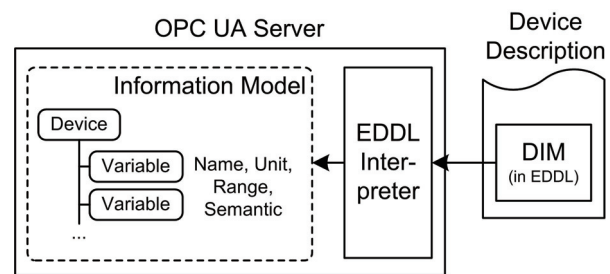 OPC UA Server
Device
Description
Information Model
Device
Variable
Variable
...
Name, Unit,
Range,
Semantic
EDDL
Inter-
preter
DIM
(in EDDL)